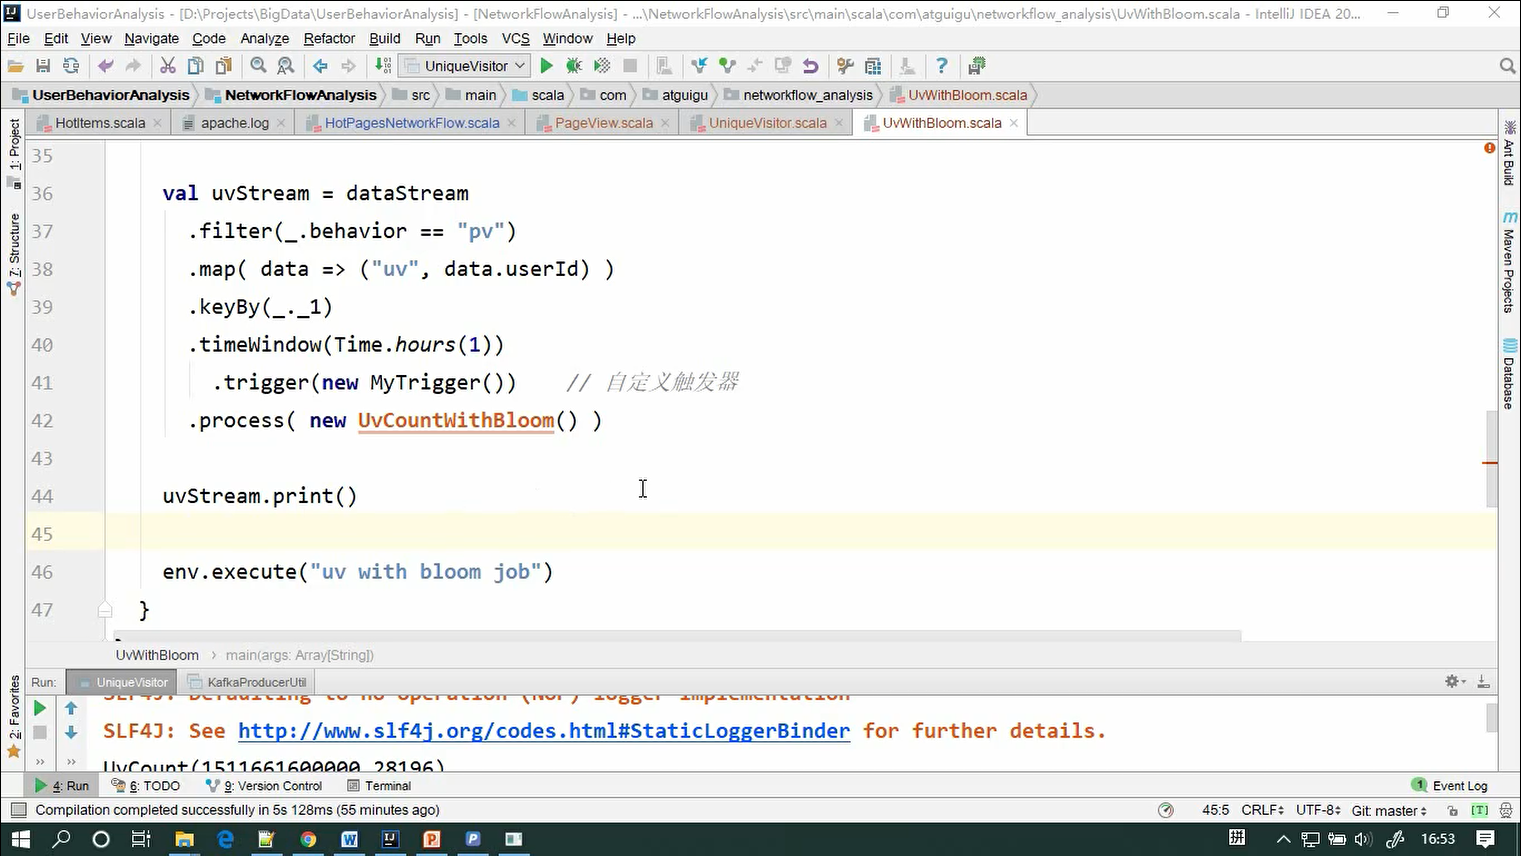 UserBehaviorAnalysis - [D:\Projects\BigData\UserBehaviorAnalysis] - [NetworkFlowAnalysis] - ...\NetworkFlowAnalysis\src\main\scala\com\atguigu\networkflow_analysis\UvWithBloom.scala - IntelliJ IDEA 20...
File Edit View Navigate Code Analyze Refactor Build Run Tools VCS Window Help
UniqueVisitor
UserBehaviorAnalysis NetworkFlowAnalysis src main scala com atguigu networkflow_analysis UvWithBloom.scala
HotItems.scala apache.log HotPagesNetworkFlow.scala PageView.scala UniqueVisitor.scala UvWithBloom.scala
1: Project
7: Structure
2: Favorites
Ant Build
Maven Projects
Database
35
36 val uvStream = dataStream
37 .filter(_.behavior == "pv")
38 .map( data => ("uv", data.userId) )
39 .keyBy(_._1)
40 .timeWindow(Time.hours(1))
41 .trigger(new MyTrigger()) // 自定义触发器
42 .process( new UvCountWithBloom() )
43
44 uvStream.print()
45
46 env.execute("uv with bloom job")
47 }
UvWithBloom main(args: Array[String])
Run: UniqueVisitor KafkaProducerUtil
SLF4J: Defaulting to no-operation (NOP) logger implementation
SLF4J: See http://www.slf4j.org/codes.html#StaticLoggerBinder for further details.
UvCount(1511661600000,28196)
4: Run 6: TODO 9: Version Control Terminal 1 Event Log
Compilation completed successfully in 5s 128ms (55 minutes ago) 45:5 CRLF UTF-8 Git: master [T]
拼 16:53